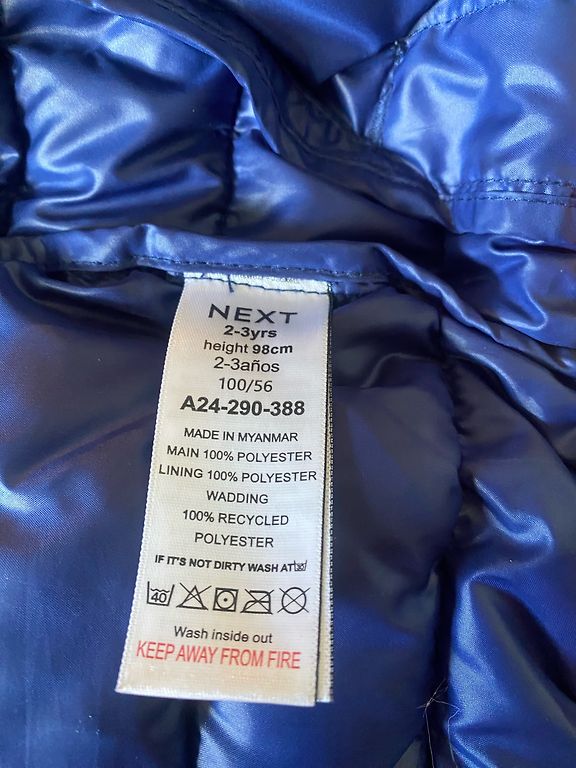 NEXT
2-3yrs
height 98cm
2-3años
100/56
A24-290-388
MADE IN MYANMAR
MAIN 100% POLYESTER
LINING 100% POLYESTER
WADDING
100% RECYCLED
POLYESTER
IF IT'S NOT DIRTY WASH AT
40
Wash inside out
KEEP AWAY FROM FIRE